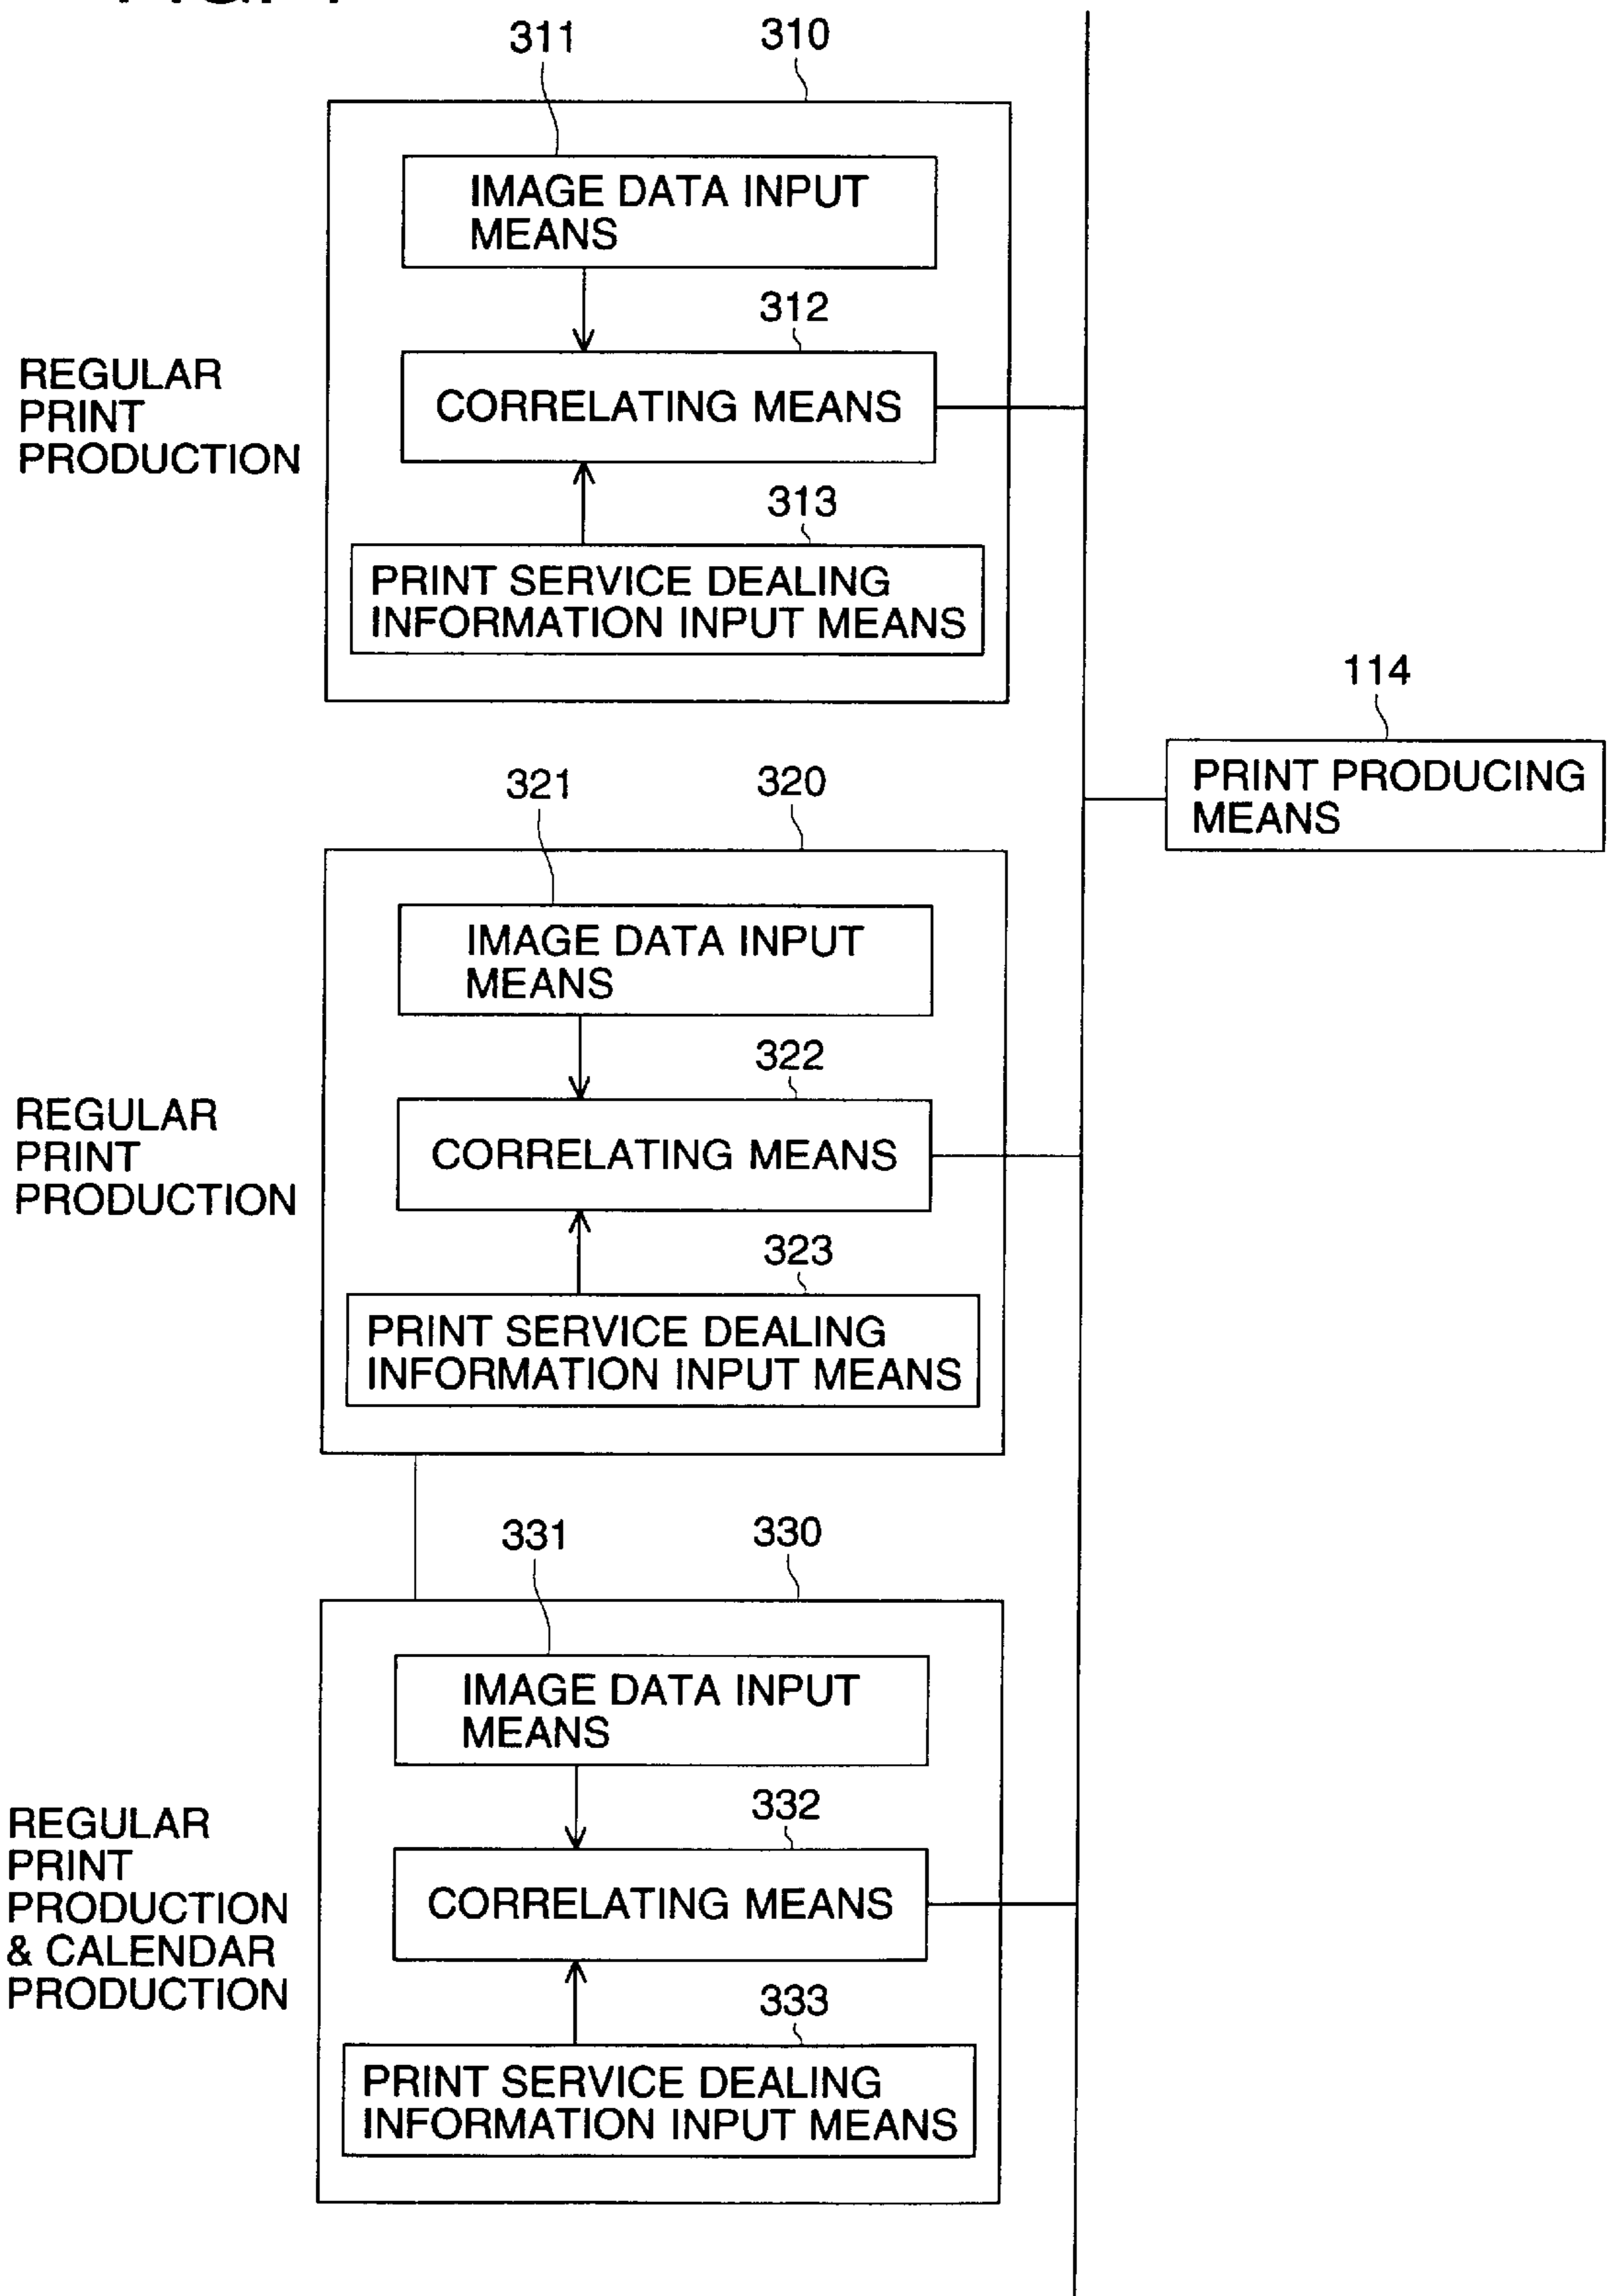 311
310
IMAGE DATA INPUT
MEANS
312
REGULAR
PRINT
PRODUCTION
CORRELATING MEANS
313
PRINT SERVICE DEALING
INFORMATION INPUT MEANS
114
PRINT PRODUCING
MEANS
321
320
IMAGE DATA INPUT
MEANS
322
REGULAR
PRINT
PRODUCTION
CORRELATING MEANS
323
PRINT SERVICE DEALING
INFORMATION INPUT MEANS
331
330
IMAGE DATA INPUT
MEANS
332
REGULAR
PRINT
PRODUCTION
& CALENDAR
PRODUCTION
CORRELATING MEANS
333
PRINT SERVICE DEALING
INFORMATION INPUT MEANS